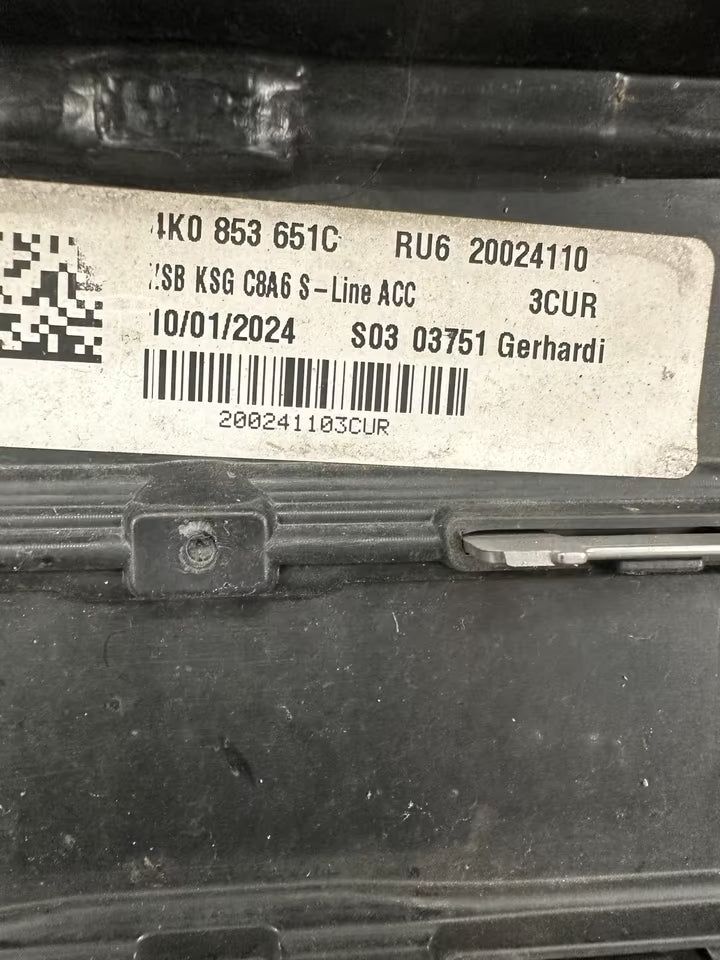 4K0 853 651C RU6 20024110
ZSB KSG C8A6 S-Line ACC 3CUR
10/01/2024 S03 03751 Gerhardi
200241103CUR